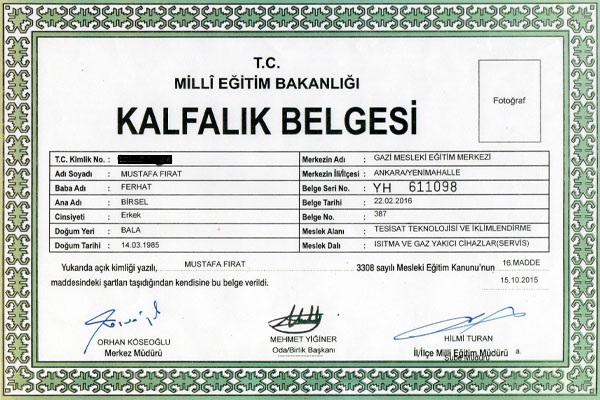 T.C.
MİLLÎ EĞİTİM BAKANLIĞI
KALFALIK BELGESİ
Fotoğraf
T.C. Kimlik No. :
Merkezin Adı : GAZİ MESLEKİ EĞİTİM MERKEZİ
Adı Soyadı : MUSTAFA FIRAT
Merkezin İli/İlçesi : ANKARA/YENİMAHALLE
Baba Adı : FERHAT
Belge Seri No. : YH 611098
Ana Adı : BİRSEL
Belge Tarihi : 22.02.2016
Cinsiyeti : Erkek
Belge No. : 387
Doğum Yeri : BALA
Meslek Alanı : TESİSAT TEKNOLOJİSİ VE İKLİMLENDİRME
Doğum Tarihi : 14.03.1985
Meslek Dalı : ISITMA VE GAZ YAKICI CİHAZLAR(SERVİS)
Yukarıda açık kimliği yazılı, MUSTAFA FIRAT 3308 sayılı Mesleki Eğitim Kanunu'nun 16.MADDE
maddesindeki şartları taşıdığından kendisine bu belge verildi. 15.10.2015
ORHAN KÖSEOĞLU
Merkez Müdürü
MEHMET YİĞİNER
Oda/Birlik Başkanı
HİLMİ TURAN
İl/İlçe Milli Eğitim Müdürü a.
Şube Müdürü